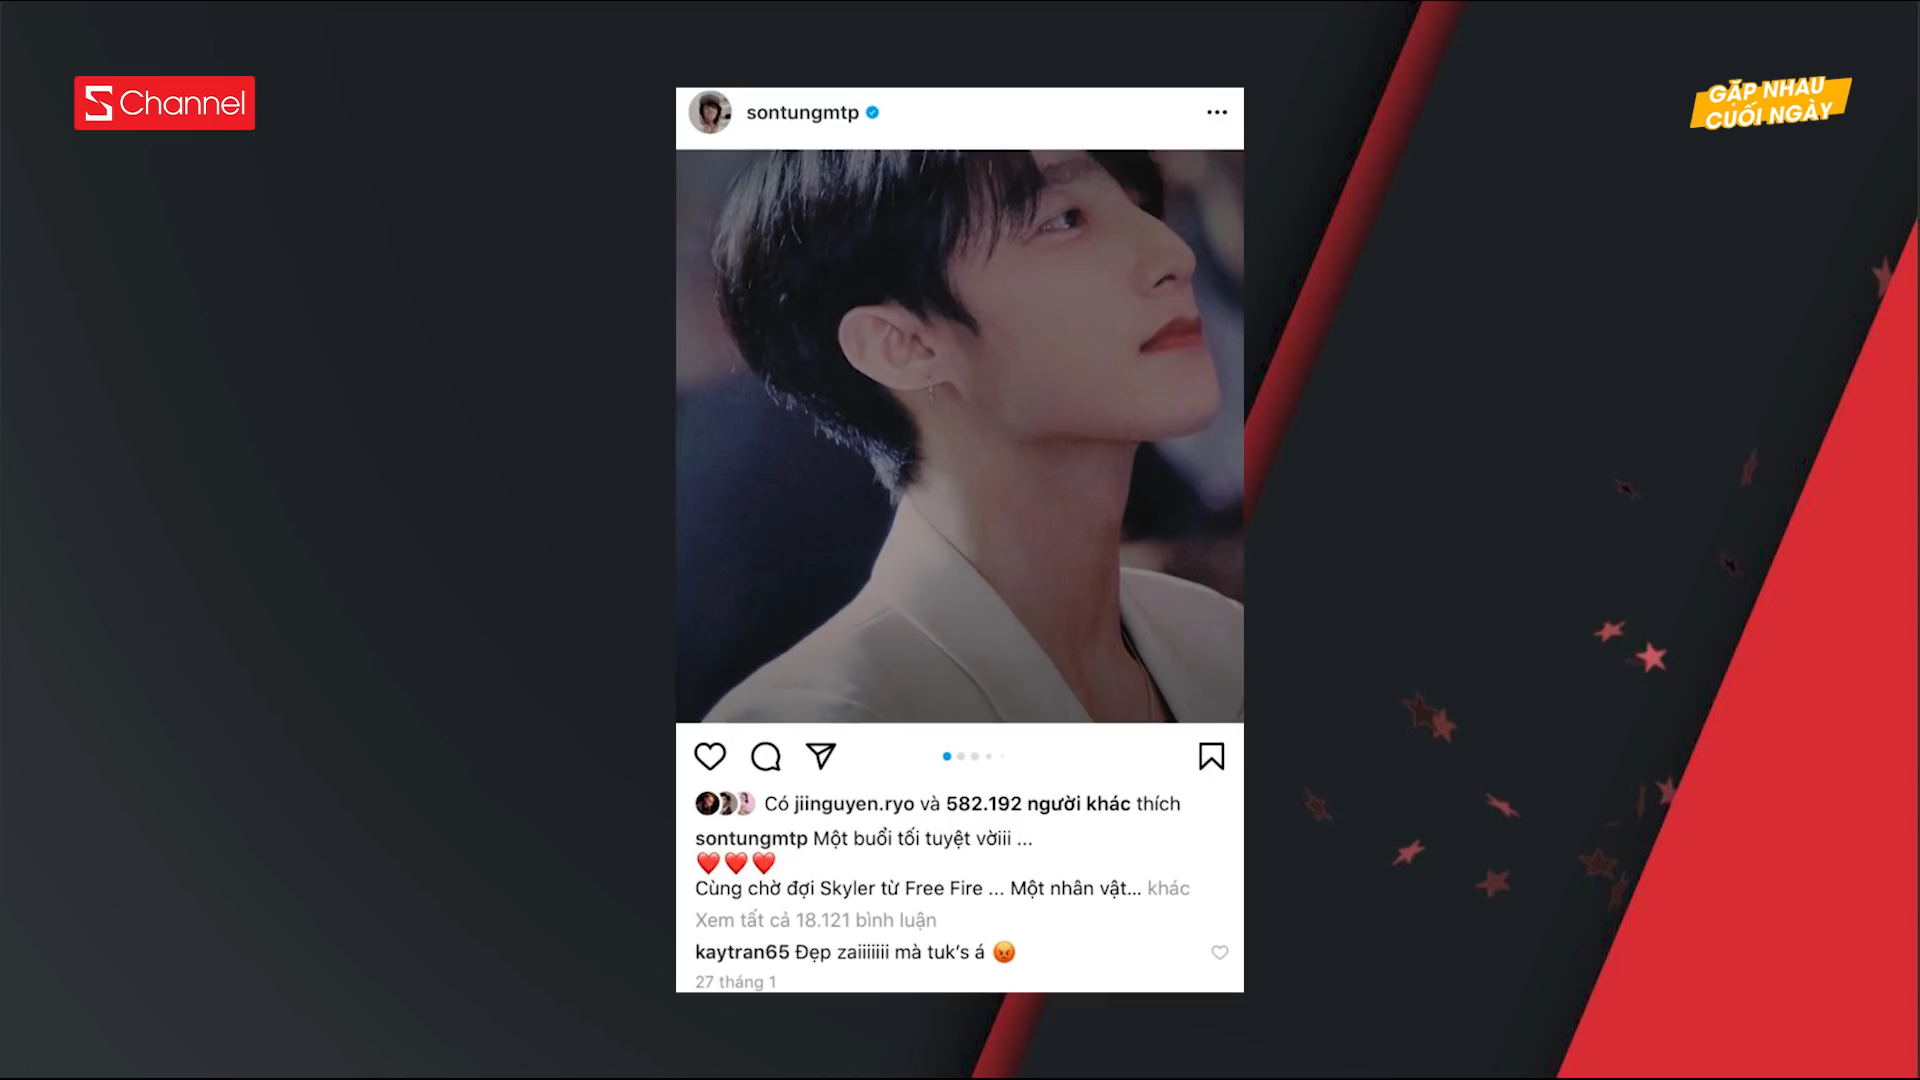 S Channel
GẶP NHAU
CUỐI NGÀY
sontungmtp
Có jiinguyen.ryo và 582.192 người khác thích
sontungmtp Một buổi tối tuyệt vờiii ...
❤️❤️❤️
Cùng chờ đợi Skyler từ Free Fire ... Một nhân vật... khác
Xem tất cả 18.121 bình luận
kaytran65 Đẹp zaiiiiiii mà tuk’s á 😡
27 tháng 1